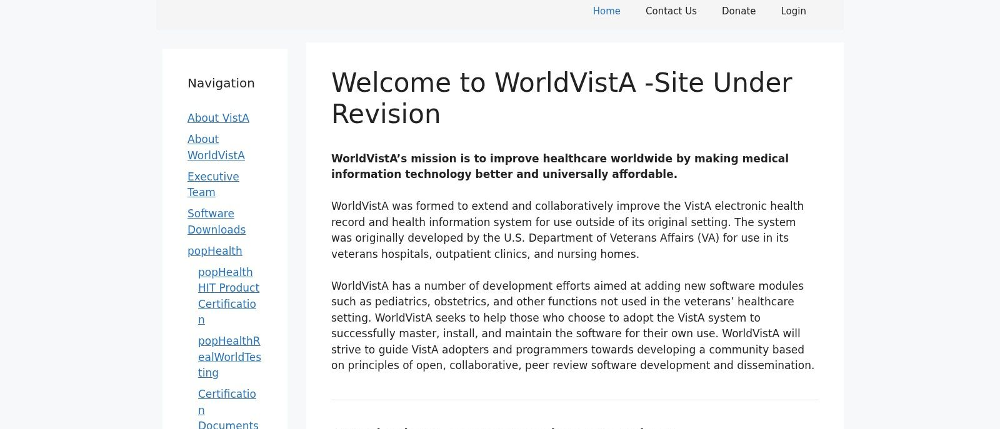 Home Contact Us Donate Login
Navigation
About VistA
About
WorldVistA
Executive
Team
Software
Downloads
popHealth
popHealth
HIT Product
Certificatio
n
popHealthR
ealWorldTes
ting
Certificatio
n
Documents
Welcome to WorldVistA -Site Under
Revision
WorldVistA’s mission is to improve healthcare worldwide by making medical
information technology better and universally affordable.
WorldVistA was formed to extend and collaboratively improve the VistA electronic health
record and health information system for use outside of its original setting. The system
was originally developed by the U.S. Department of Veterans Affairs (VA) for use in its
veterans hospitals, outpatient clinics, and nursing homes.
WorldVistA has a number of development efforts aimed at adding new software modules
such as pediatrics, obstetrics, and other functions not used in the veterans’ healthcare
setting. WorldVistA seeks to help those who choose to adopt the VistA system to
successfully master, install, and maintain the software for their own use. WorldVistA will
strive to guide VistA adopters and programmers towards developing a community based
on principles of open, collaborative, peer review software development and dissemination.